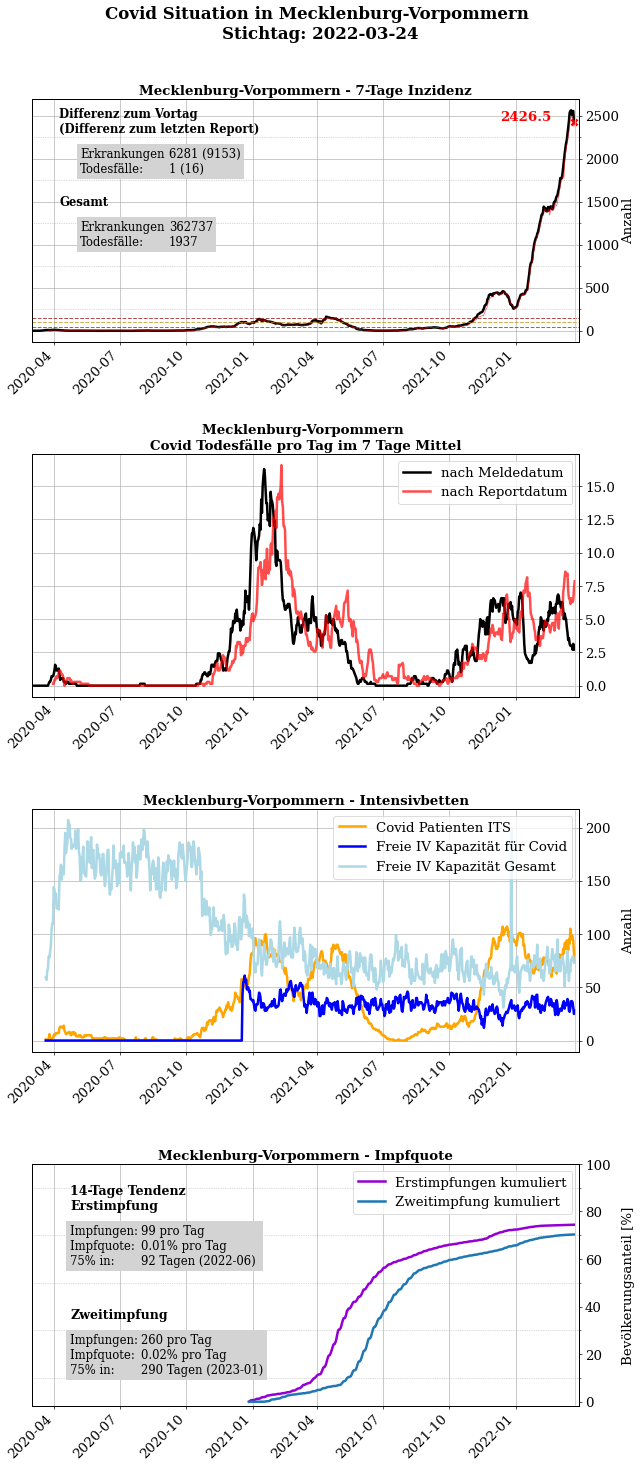 Covid Situation in Mecklenburg-Vorpommern
Stichtag: 2022-03-24
Mecklenburg-Vorpommern - 7-Tage Inzidenz
Differenz zum Vortag
(Differenz zum letzten Report)
Erkrankungen 6281 (9153)
Todesfälle: 1 (16)
Gesamt
Erkrankungen 362737
Todesfälle: 1937
2426.5
2500
2000
1500
1000
500
0
Anzahl
2020-04
2020-07
2020-10
2021-01
2021-04
2021-07
2021-10
2022-01
Mecklenburg-Vorpommern
Covid Todesfälle pro Tag im 7 Tage Mittel
nach Meldedatum
nach Reportdatum
15.0
12.5
10.0
7.5
5.0
2.5
0.0
2020-04
2020-07
2020-10
2021-01
2021-04
2021-07
2021-10
2022-01
Mecklenburg-Vorpommern - Intensivbetten
Covid Patienten ITS
Freie IV Kapazität für Covid
Freie IV Kapazität Gesamt
200
150
100
50
0
Anzahl
2020-04
2020-07
2020-10
2021-01
2021-04
2021-07
2021-10
2022-01
Mecklenburg-Vorpommern - Impfquote
14-Tage Tendenz
Erstimpfung
Impfungen: 99 pro Tag
Impfquote: 0.01% pro Tag
75% in: 92 Tagen (2022-06)
Zweitimpfung
Impfungen: 260 pro Tag
Impfquote: 0.02% pro Tag
75% in: 290 Tagen (2023-01)
Erstimpfungen kumuliert
Zweitimpfung kumuliert
100
80
60
40
20
0
Bevölkerungsanteil [%]
2020-04
2020-07
2020-10
2021-01
2021-04
2021-07
2021-10
2022-01